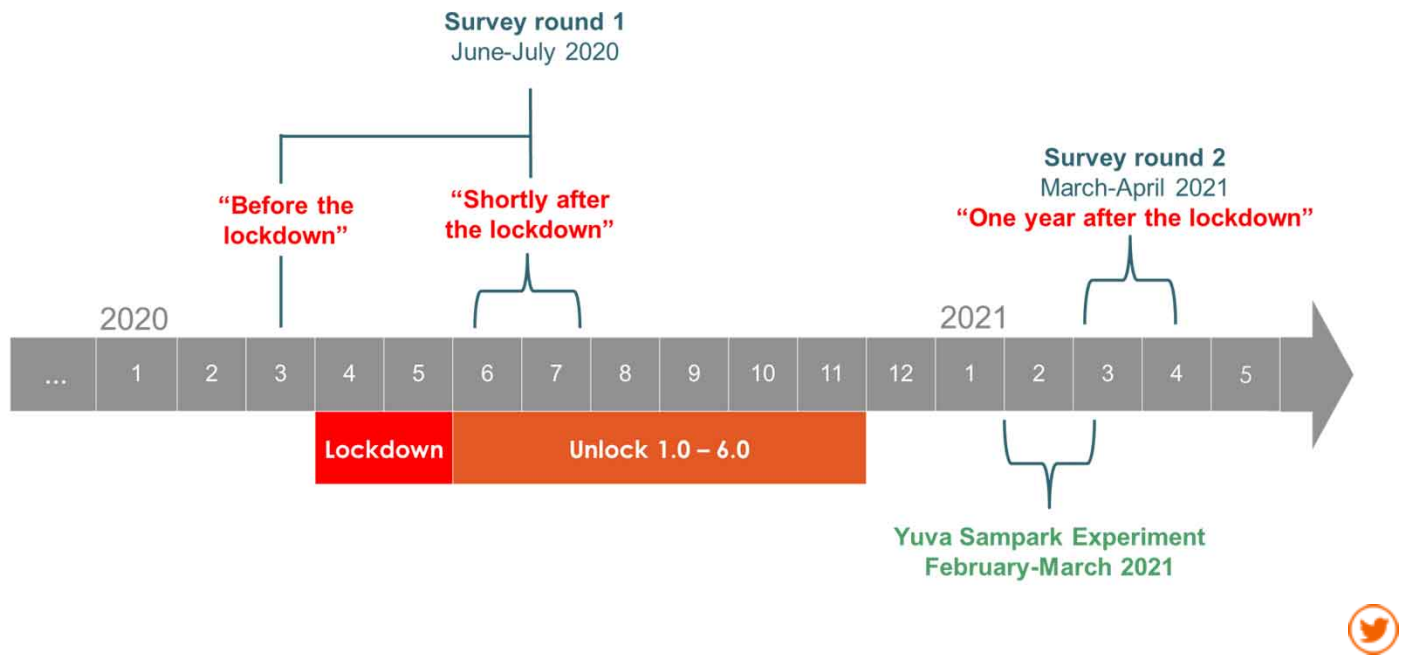 Survey round 1
June-July 2020
“Before the
lockdown”
“Shortly after
the lockdown”
Survey round 2
March-April 2021
“One year after the lockdown”
2020
2021
... 1 2 3 4 5 6 7 8 9 10 11 12 1 2 3 4 5
Lockdown
Unlock 1.0 – 6.0
Yuva Sampark Experiment
February-March 2021